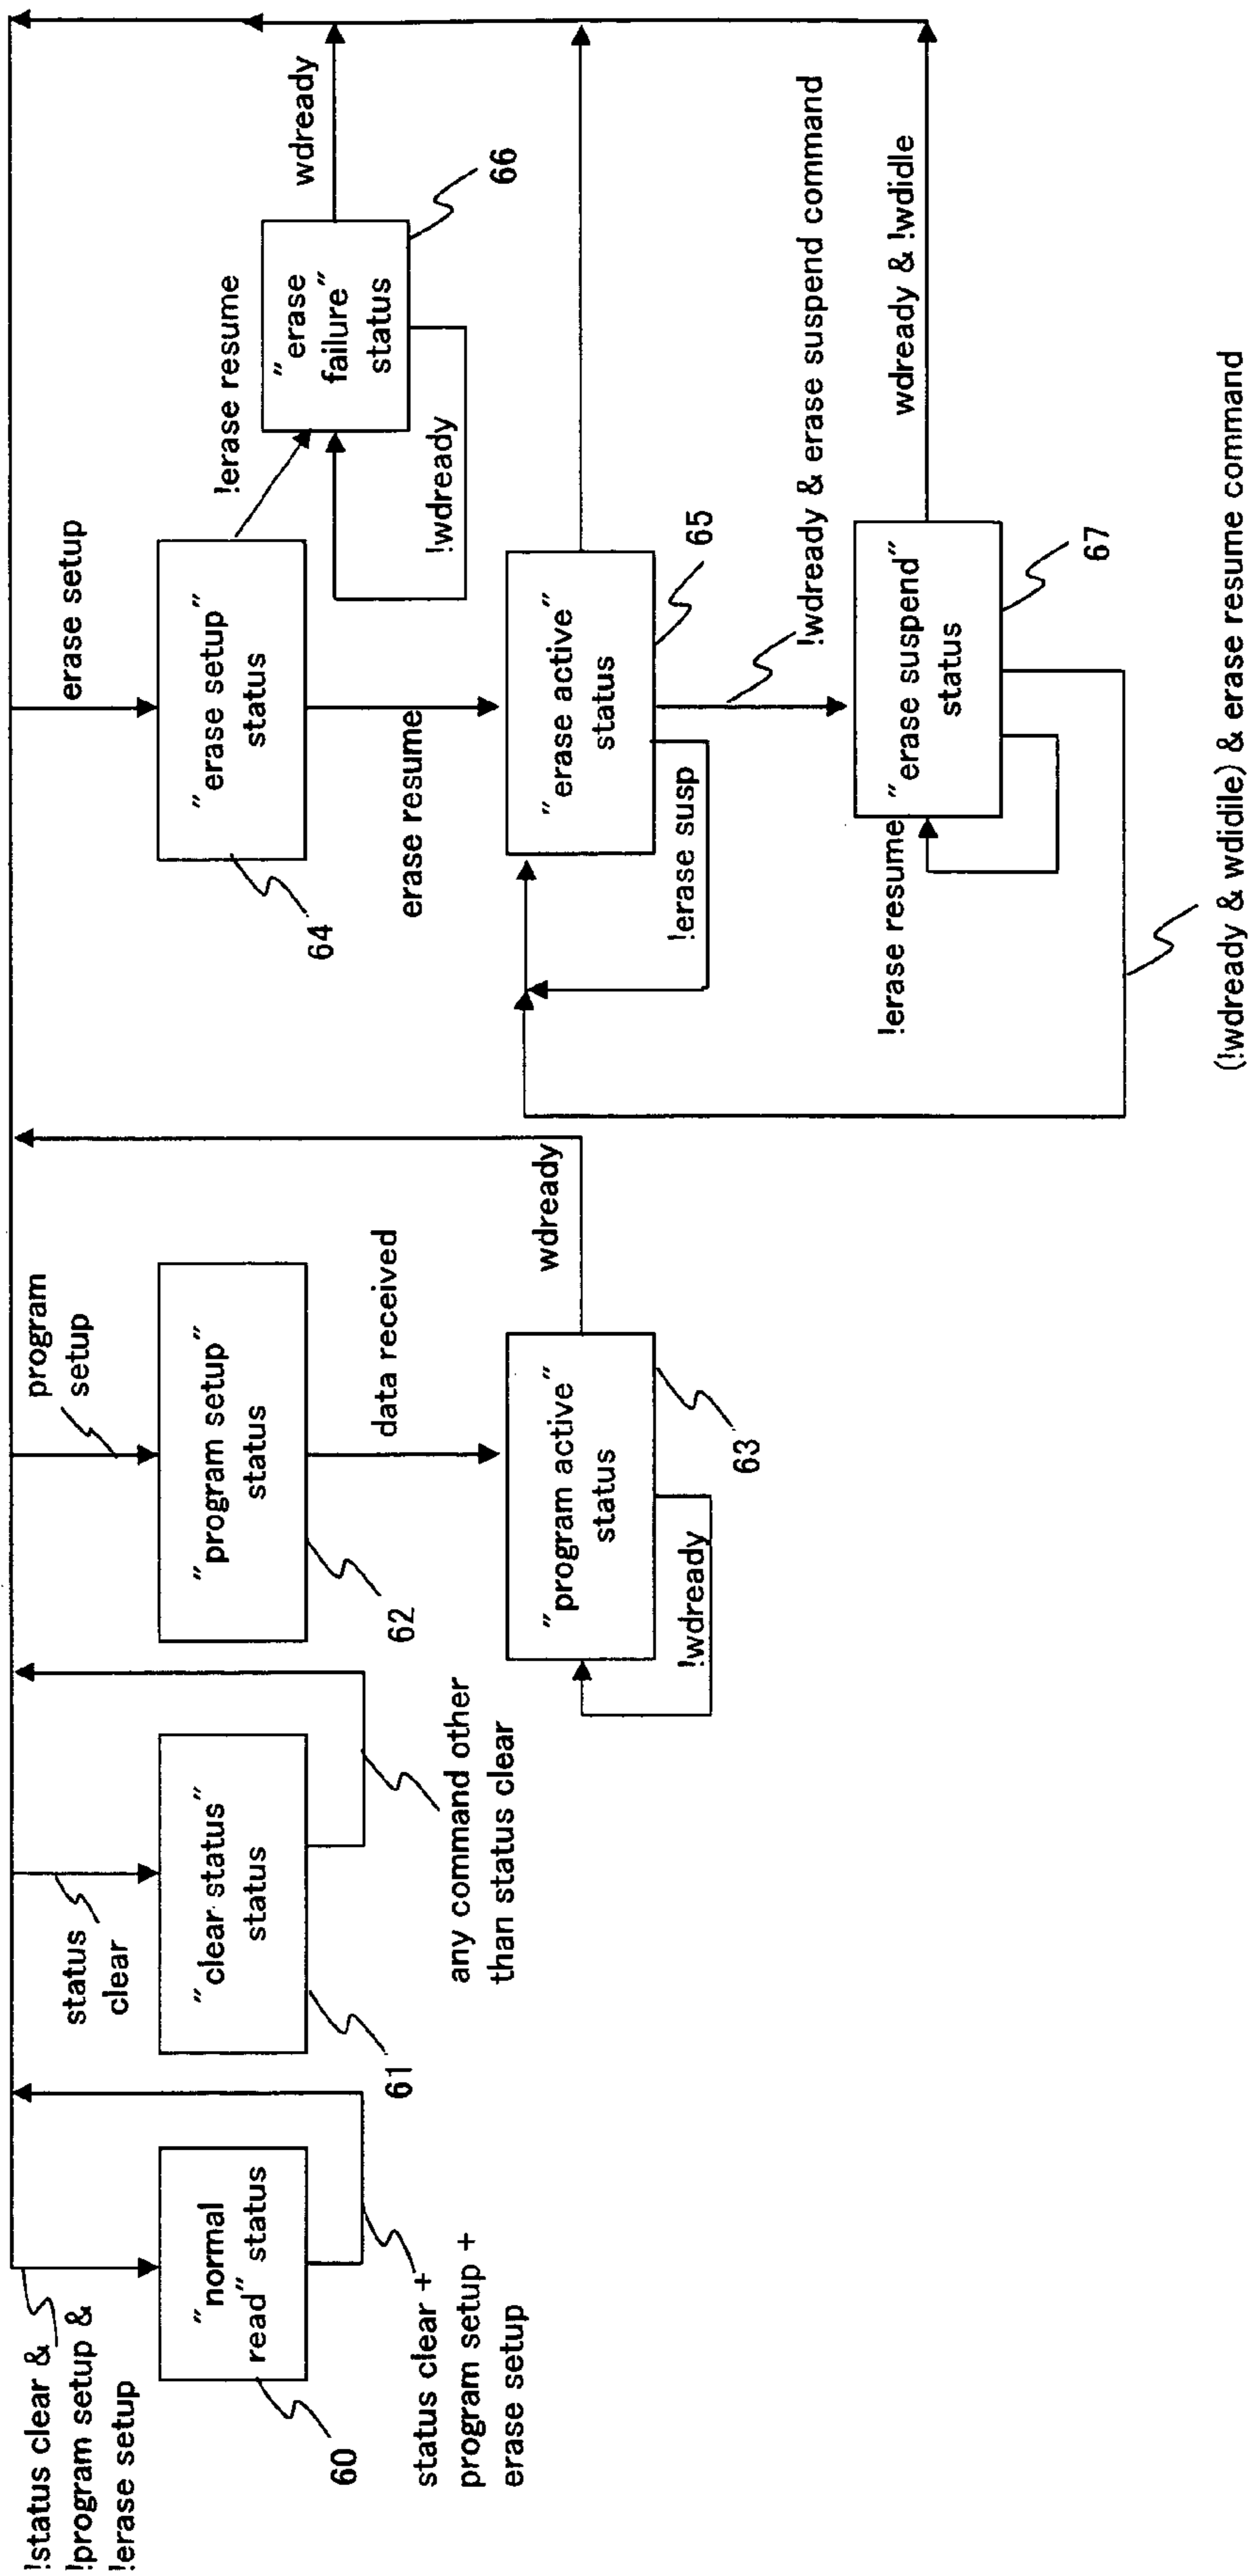 !status clear &
!program setup &
!erase setup
"normal
read" status
60
status clear +
program setup +
erase setup
status
clear
"clear status"
status
61
any command other
than status clear
program
setup
"program setup"
status
62
data received
"program active"
status
63
!wdready
wdready
erase setup
"erase setup"
status
64
!erase resume
"erase
failure"
status
66
wdready
!wdready
erase resume
"erase active"
status
65
!erase susp
!wdready & erase suspend command
"erase suspend"
status
67
!erase resume
wdready & !wdidle
(!wdready & wdidile) & erase resume command